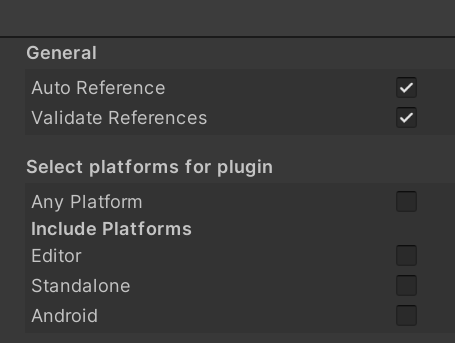 General
Auto Reference
Validate References
Select platforms for plugin
Any Platform
Include Platforms
Editor
Standalone
Android